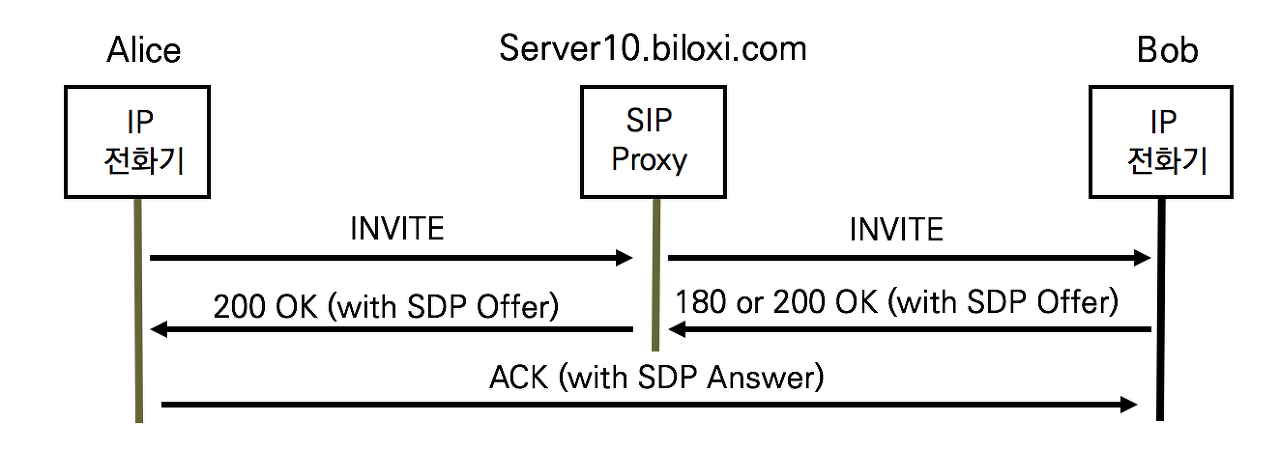 Alice
Server10.biloxi.com
Bob
IP
전화기
SIP
Proxy
IP
전화기
INVITE
INVITE
200 OK (with SDP Offer)
180 or 200 OK (with SDP Offer)
ACK (with SDP Answer)